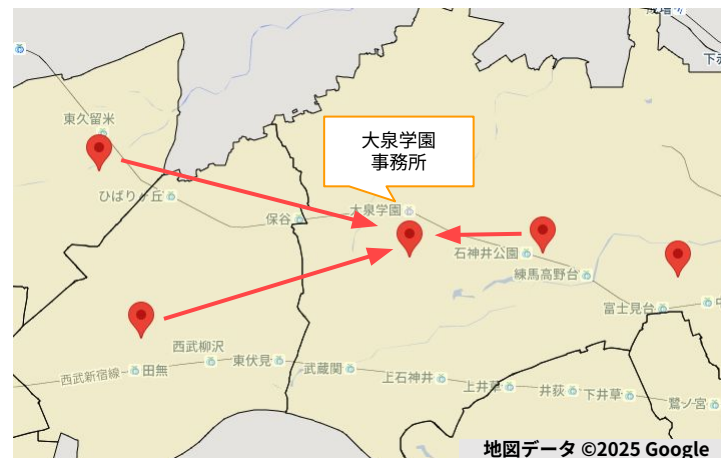 下赤
東久留米
大泉学園
事務所
ひばりヶ丘
保谷
大泉学園
石神井公園
練馬高野台
富士見台
中
西武柳沢
西武新宿線
田無
東伏見
武蔵関
上石神井
上井草
井荻
下井草
鷺ノ宮
地図データ ©2025 Google